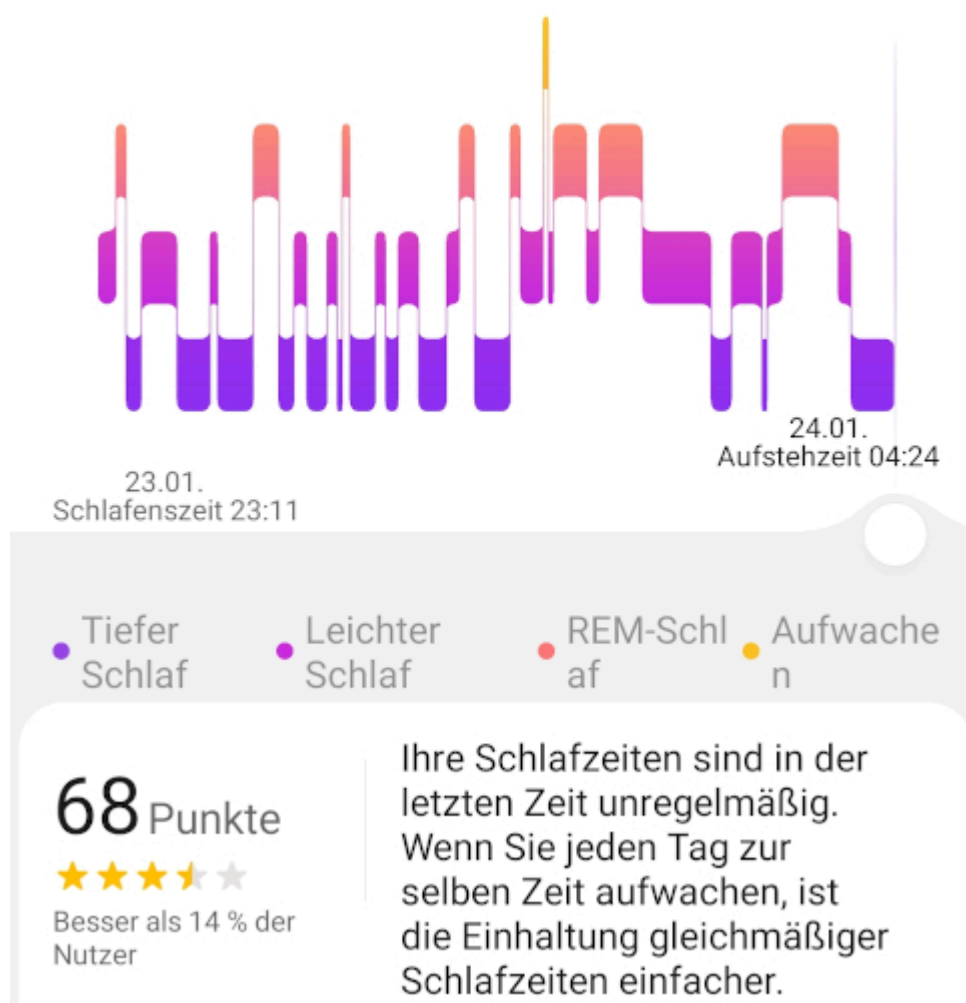 24.01.
Aufstehzeit 04:24
23.01.
Schlafenszeit 23:11
Tiefer
Schlaf
Leichter
Schlaf
REM-Schl
af
Aufwache
n
68 Punkte
Besser als 14 % der
Nutzer
Ihre Schlafzeiten sind in der
letzten Zeit unregelmäßig.
Wenn Sie jeden Tag zur
selben Zeit aufwachen, ist
die Einhaltung gleichmäßiger
Schlafzeiten einfacher.